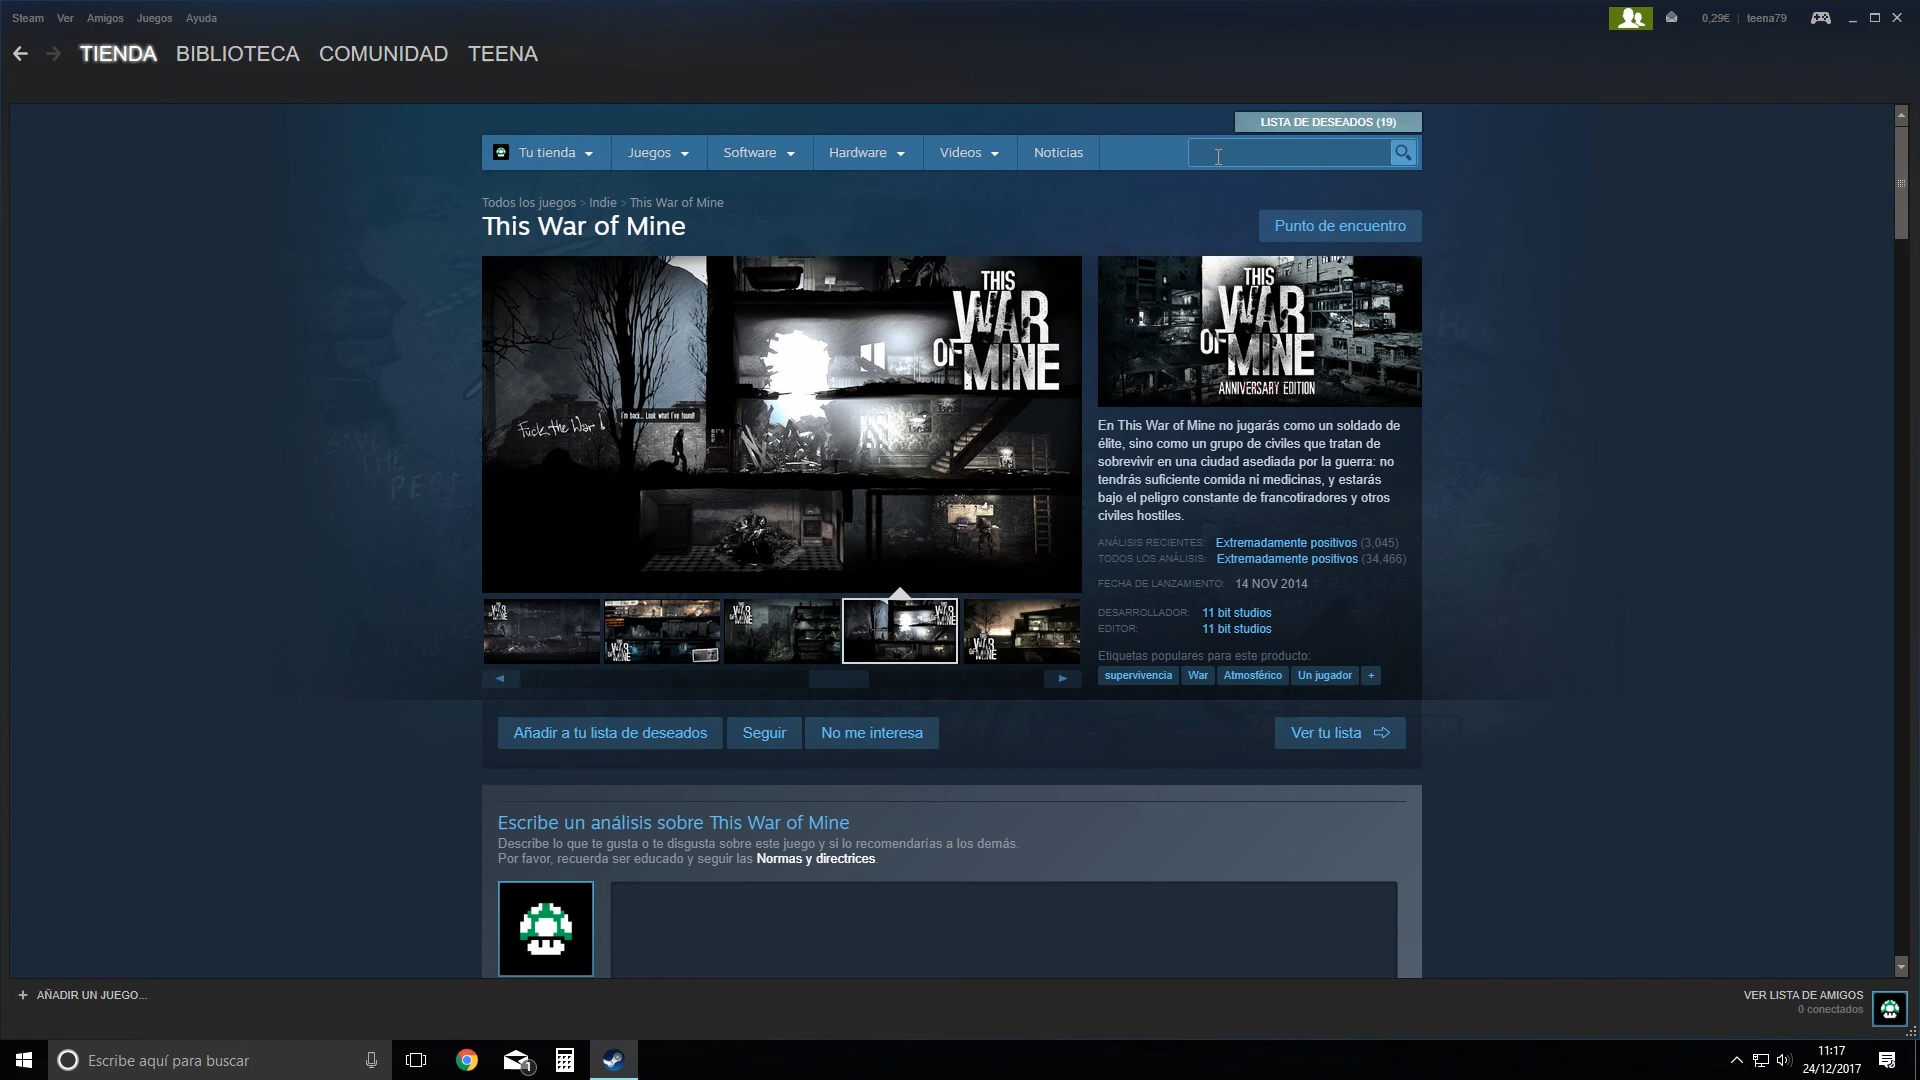 Steam Ver Amigos Juegos Ayuda
0,29€ | teena79
TIENDA BIBLIOTECA COMUNIDAD TEENA
LISTA DE DESEADOS (19)
Tu tienda Juegos Software Hardware Videos Noticias
Todos los juegos > Indie > This War of Mine
This War of Mine
Punto de encuentro
THIS
WAR
OF MINE
I'm back... Look what I've found!
Fuck the War!
THIS
WAR
OF MINE
ANNIVERSARY EDITION
En This War of Mine no jugarás como un soldado de
élite, sino como un grupo de civiles que tratan de
sobrevivir en una ciudad asediada por la guerra: no
tendrás suficiente comida ni medicinas, y estarás
bajo el peligro constante de francotiradores y otros
civiles hostiles.
ANÁLISIS RECIENTES: Extremadamente positivos (3,045)
TODOS LOS ANÁLISIS: Extremadamente positivos (34,466)
FECHA DE LANZAMIENTO: 14 NOV 2014
DESARROLLADOR: 11 bit studios
EDITOR: 11 bit studios
Etiquetas populares para este producto:
supervivencia War Atmosférico Un jugador +
Añadir a tu lista de deseados Seguir No me interesa Ver tu lista
Escribe un análisis sobre This War of Mine
Describe lo que te gusta o te disgusta sobre este juego y si lo recomendarías a los demás.
Por favor, recuerda ser educado y seguir las Normas y directrices.
+ AÑADIR UN JUEGO...
VER LISTA DE AMIGOS
0 conectados
Escribe aquí para buscar
1
11:17
24/12/2017